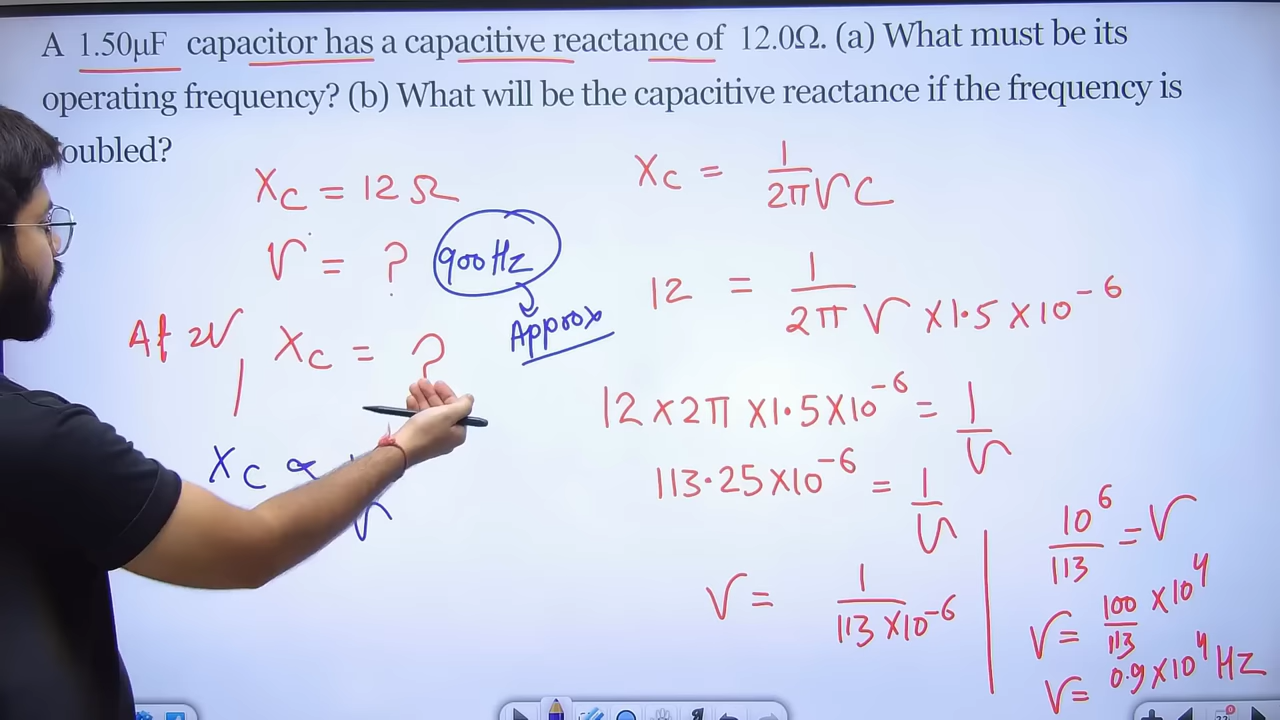 A 1.50μF capacitor has a capacitive reactance of 12.0Ω. (a) What must be its
operating frequency? (b) What will be the capacitive reactance if the frequency is
oubled?
Xc = 12 Ω
ν = ? 900 Hz
Approx
At 2ν Xc = ?
Xc ∝
ν
Xc = 1/2πνC
12 = 1/2πν × 1.5 × 10⁻⁶
12 × 2π × 1.5 × 10⁻⁶ = 1/ν
113.25 × 10⁻⁶ = 1/ν
ν = 1/113 × 10⁻⁶
10⁶/113 = ν
ν = 100/113 × 10⁴
ν = 0.9 × 10⁴ HZ